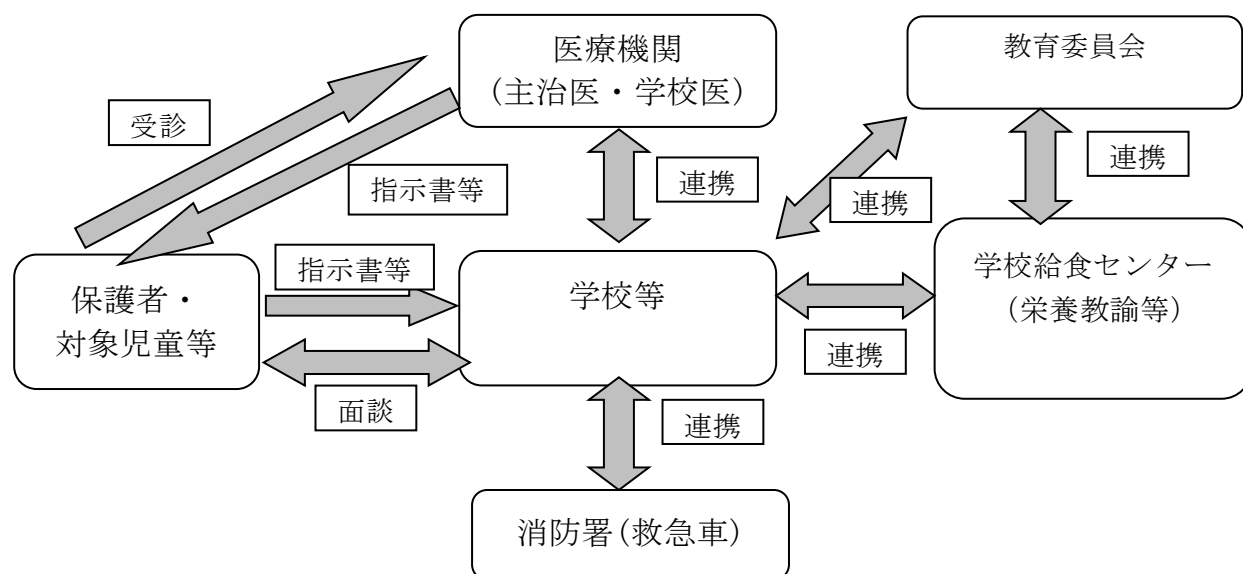 医療機関
（主治医・学校医）
教育委員会
受診
連携
連携
指示書等
連携
指示書等
学校給食センター
（栄養教諭等）
保護者・
対象児童等
学校等
連携
面談
連携
消防署（救急車）